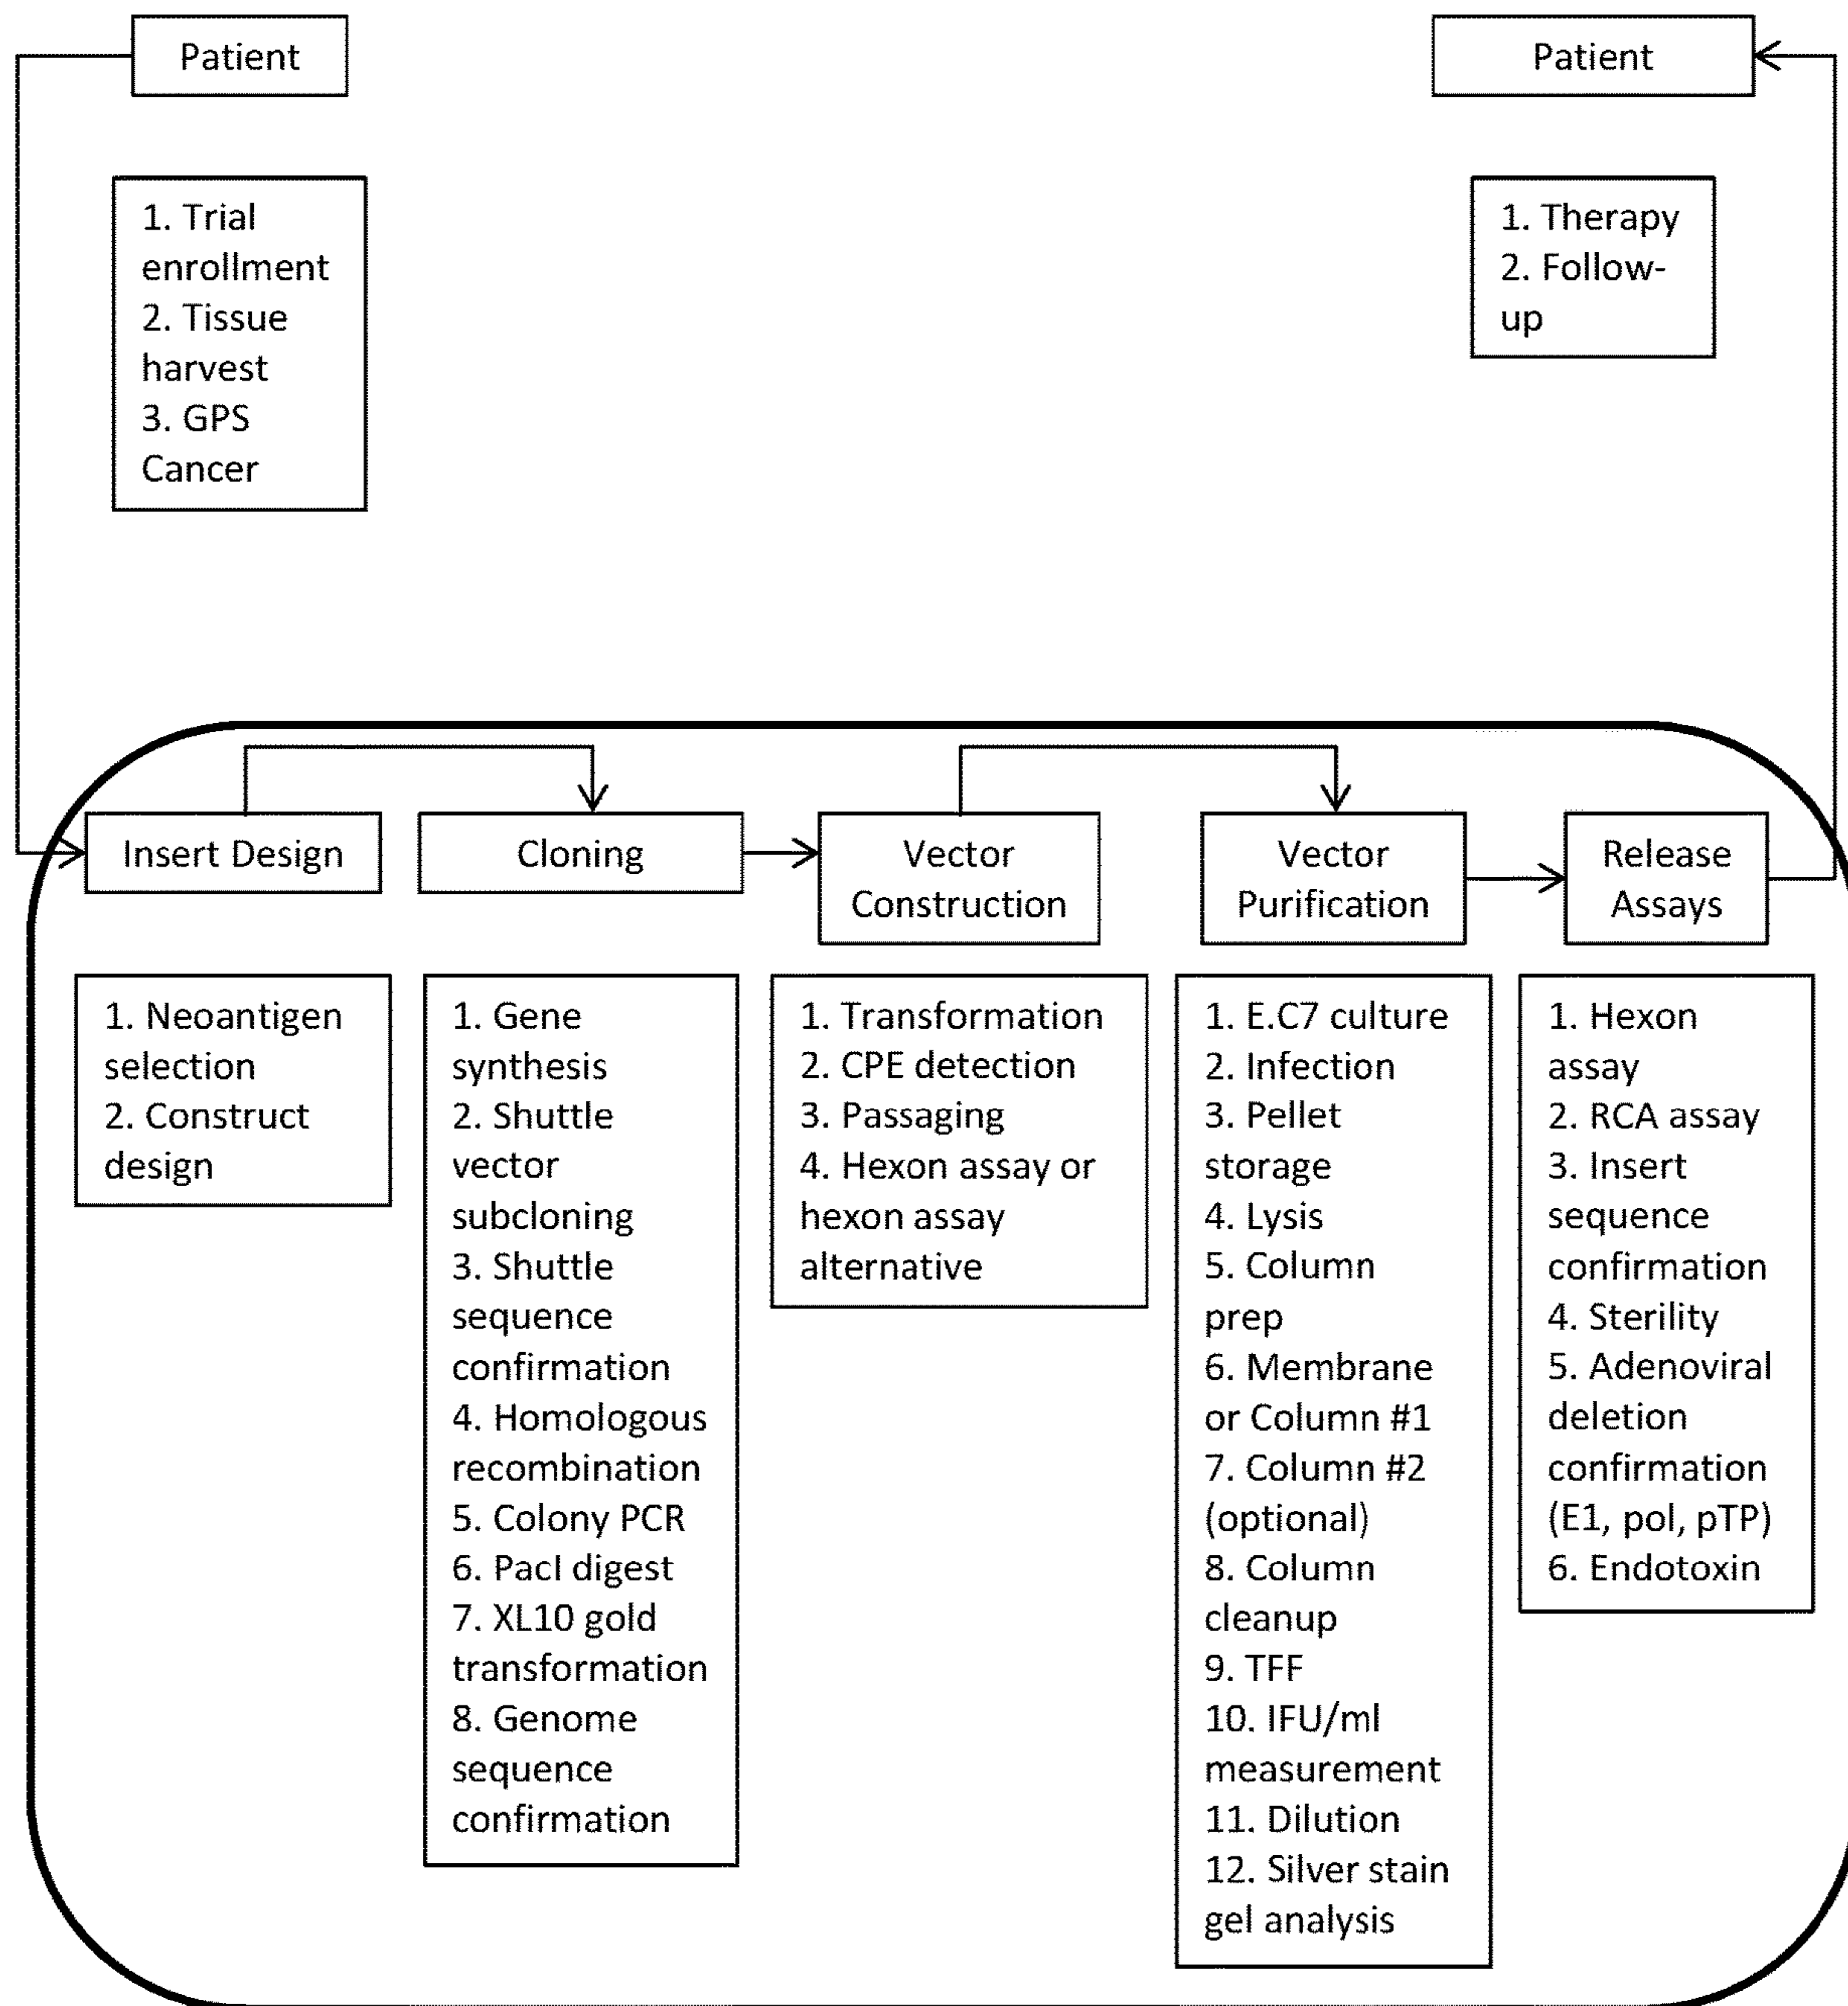 Patient
Patient
1. Trial
enrollment
2. Tissue
harvest
3. GPS
Cancer
1. Therapy
2. Follow-
up
Insert Design
Cloning
Vector
Construction
Vector
Purification
Release
Assays
1. Neoantigen
selection
2. Construct
design
1. Gene
synthesis
2. Shuttle
vector
subcloning
3. Shuttle
sequence
confirmation
4. Homologous
recombination
5. Colony PCR
6. PacI digest
7. XL10 gold
transformation
8. Genome
sequence
confirmation
1. Transformation
2. CPE detection
3. Passaging
4. Hexon assay or
hexon assay
alternative
1. E.C7 culture
2. Infection
3. Pellet
storage
4. Lysis
5. Column
prep
6. Membrane
or Column #1
7. Column #2
(optional)
8. Column
cleanup
9. TFF
10. IFU/ml
measurement
11. Dilution
12. Silver stain
gel analysis
1. Hexon
assay
2. RCA assay
3. Insert
sequence
confirmation
4. Sterility
5. Adenoviral
deletion
confirmation
(E1, pol, pTP)
6. Endotoxin